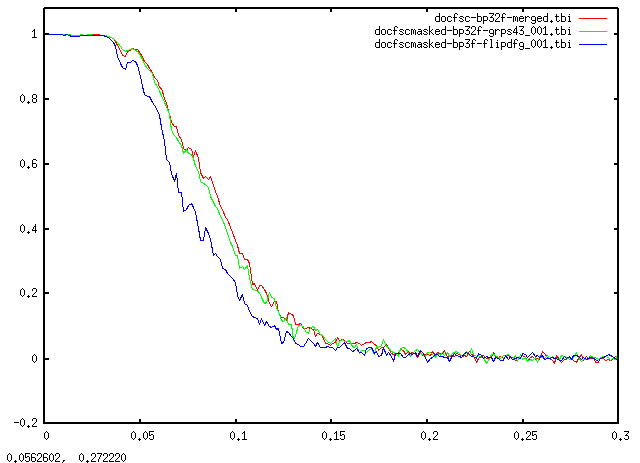 docfsc-bp32f-merged.tbi
docfscmasked-bp32f-grps43_001.tbi
docfscmasked-bp3f-flipdfg_001.tbi
1
0.8
0.6
0.4
0.2
0
-0.2
0 0.05 0.1 0.15 0.2 0.25 0.3
0.0562602, 0.272220